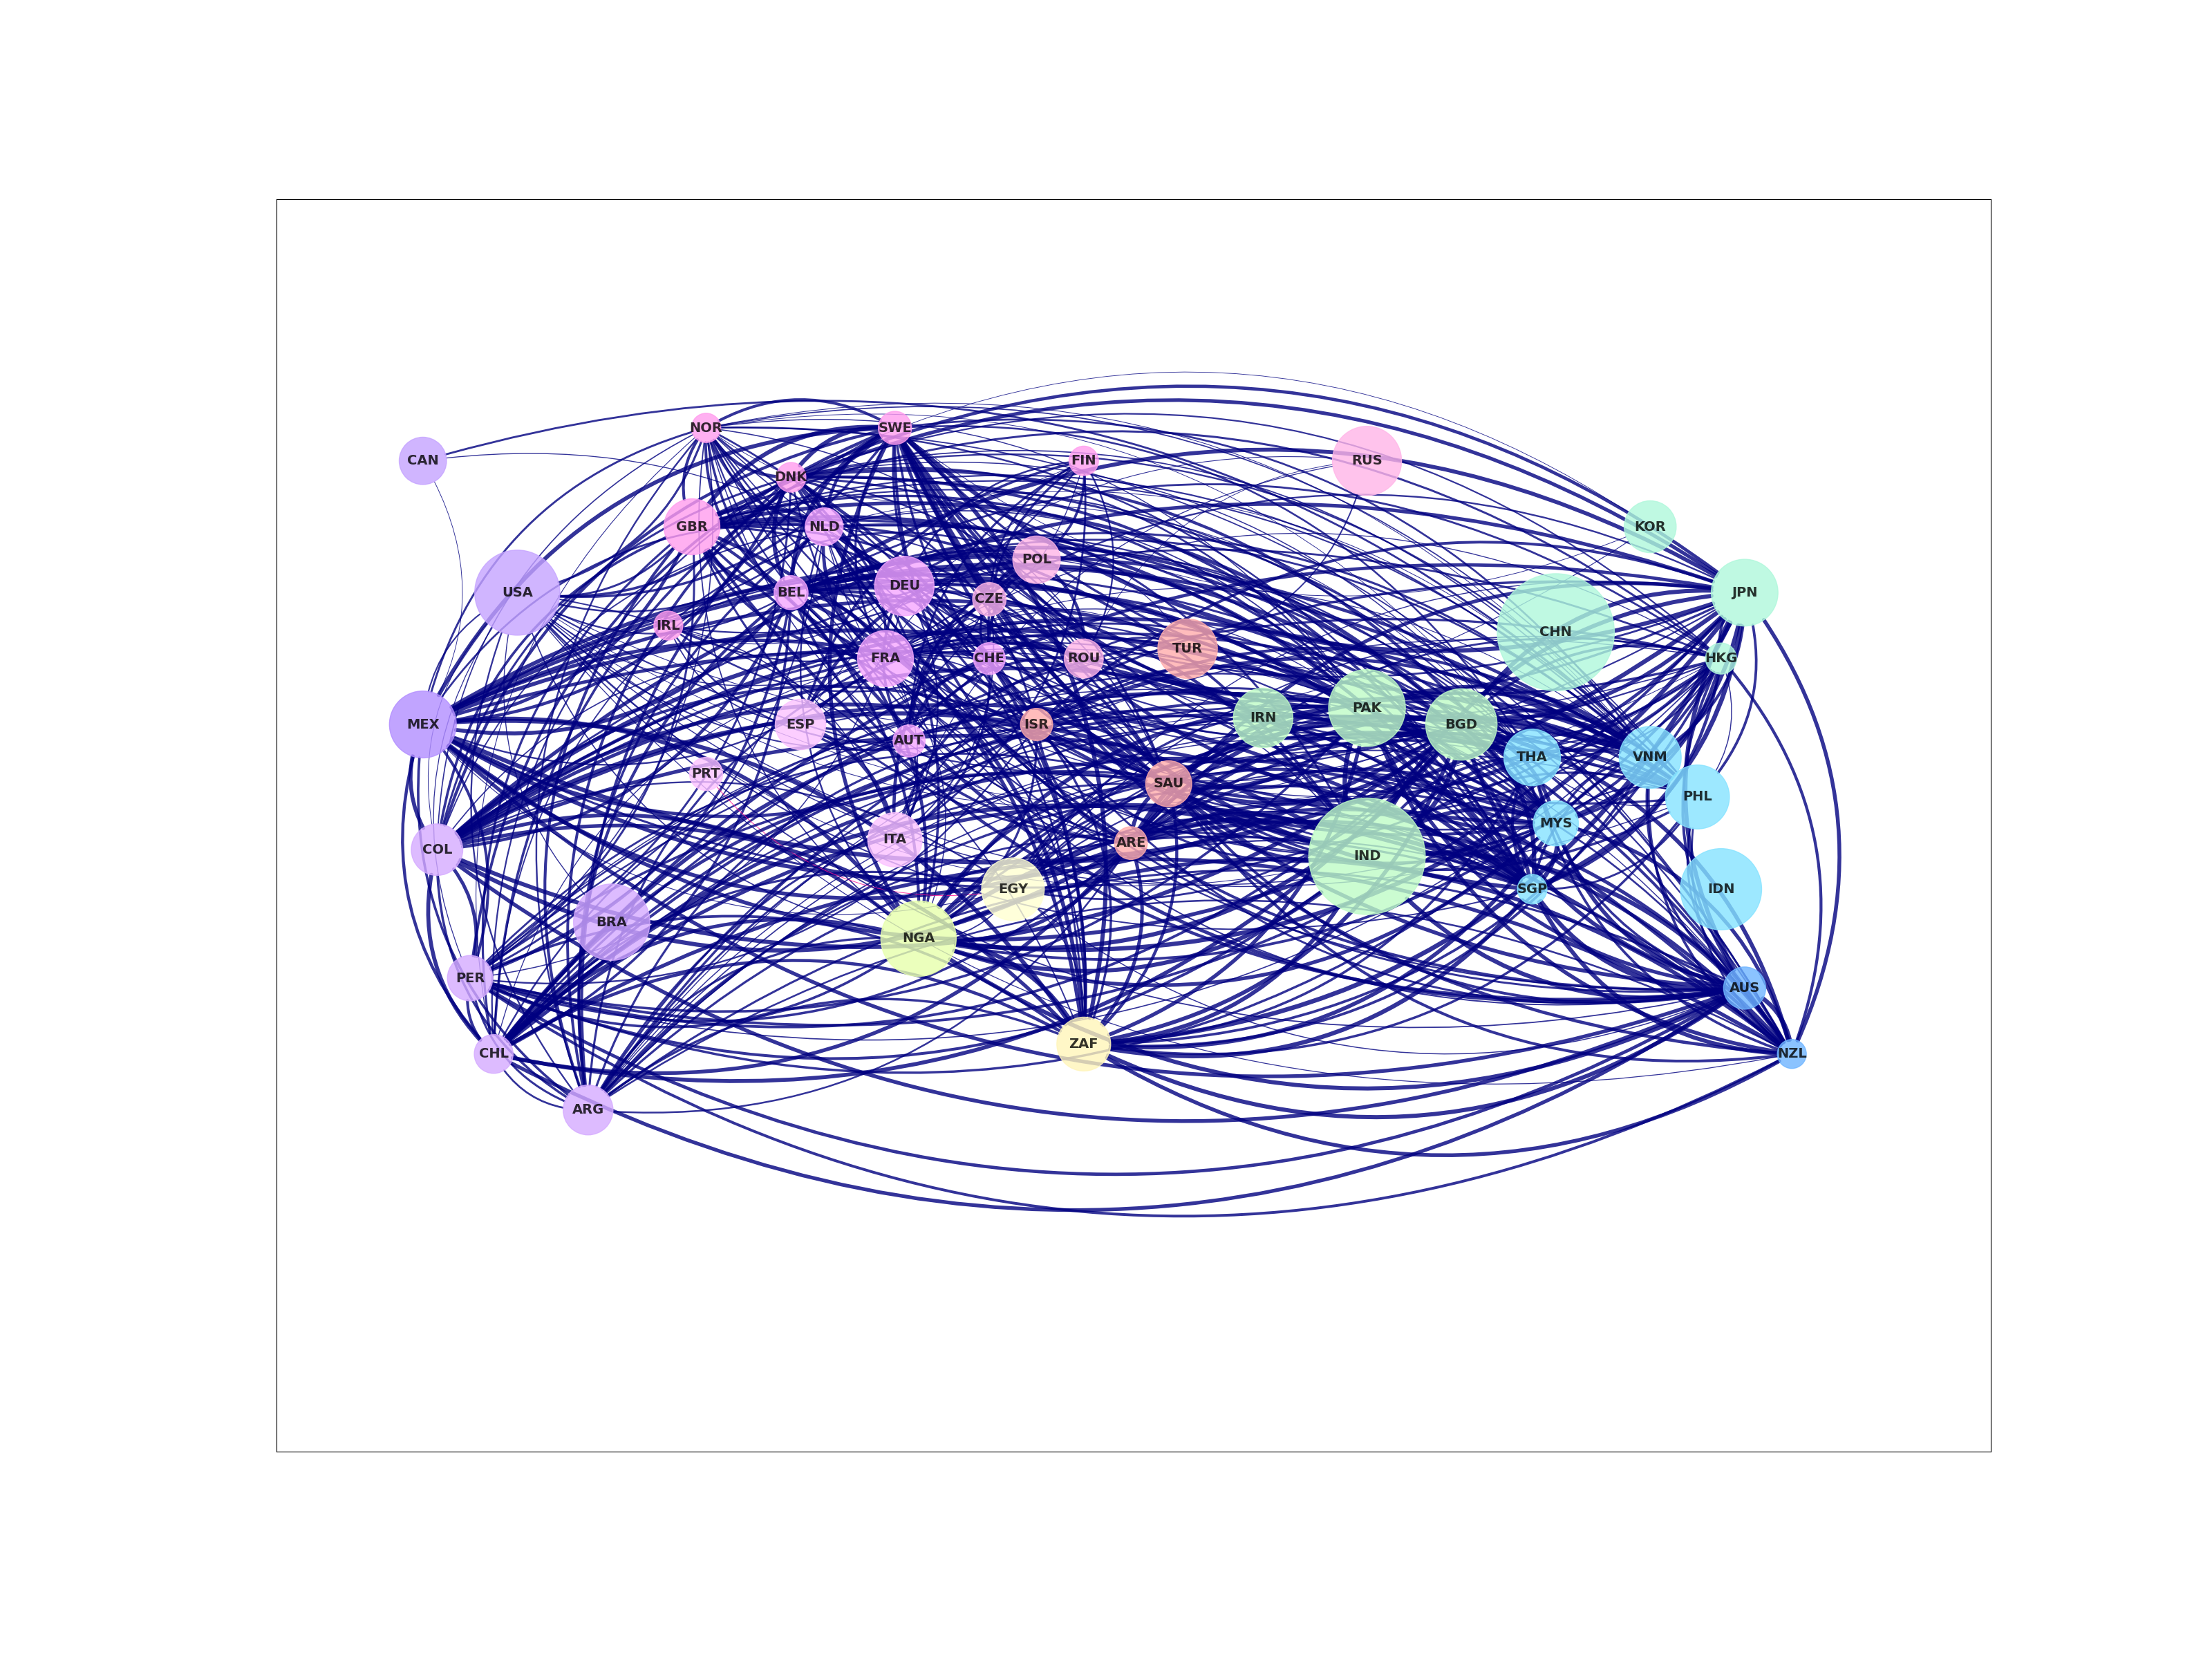 NOR
SWE
CAN
FIN
RUS
DNK
GBR
NLD
KOR
POL
USA
BEL
DEU
CZE
JPN
IRL
CHN
FRA
CHE
ROU
TUR
HKG
MEX
ESP
AUT
ISR
IRN
PAK
BGD
THA
VNM
PRT
SAU
PHL
COL
ITA
ARE
MYS
IND
EGY
SGP
IDN
BRA
NGA
PER
AUS
CHL
ZAF
NZL
ARG